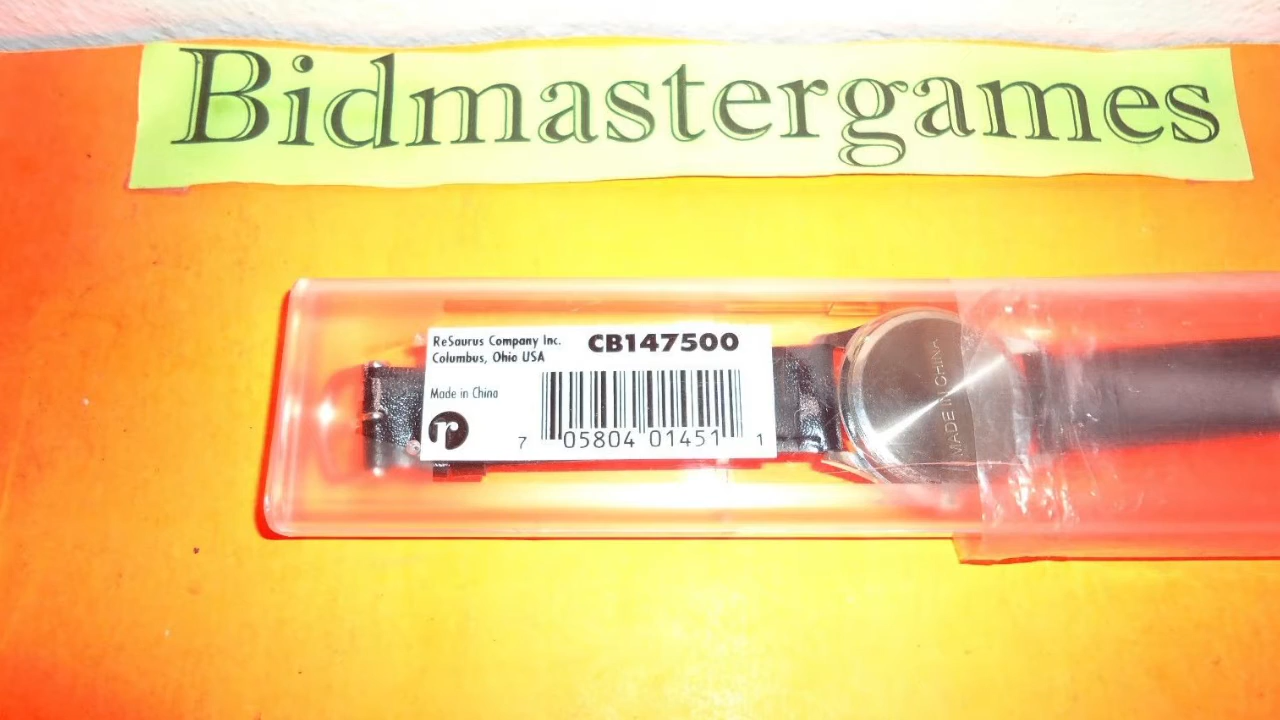 Bidmastergames
ReSaurus Company Inc.
Columbus, Ohio USA
CB147500
Made in China
r
7 05804 01451 1
MADE IN CHINA